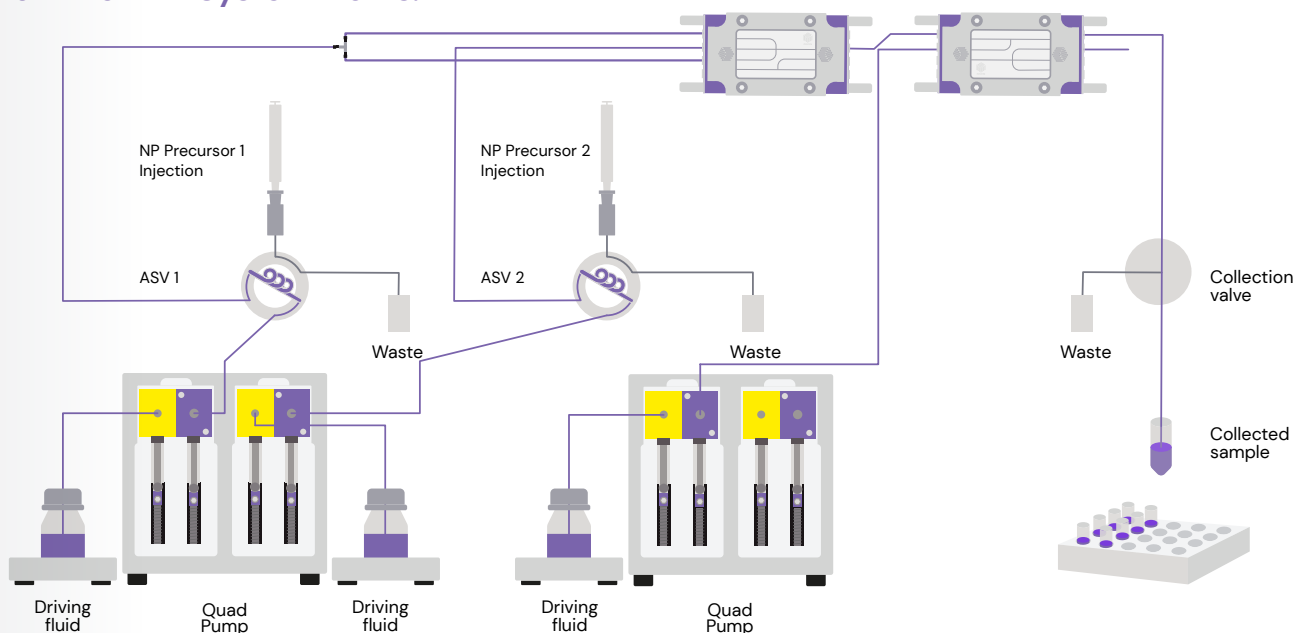 NP Precursor 1
Injection
NP Precursor 2
Injection
ASV 1
ASV 2
Collection
valve
Waste
Waste
Waste
Collected
sample
Driving
fluid
Quad
Pump
Driving
fluid
Driving
fluid
Quad
Pump